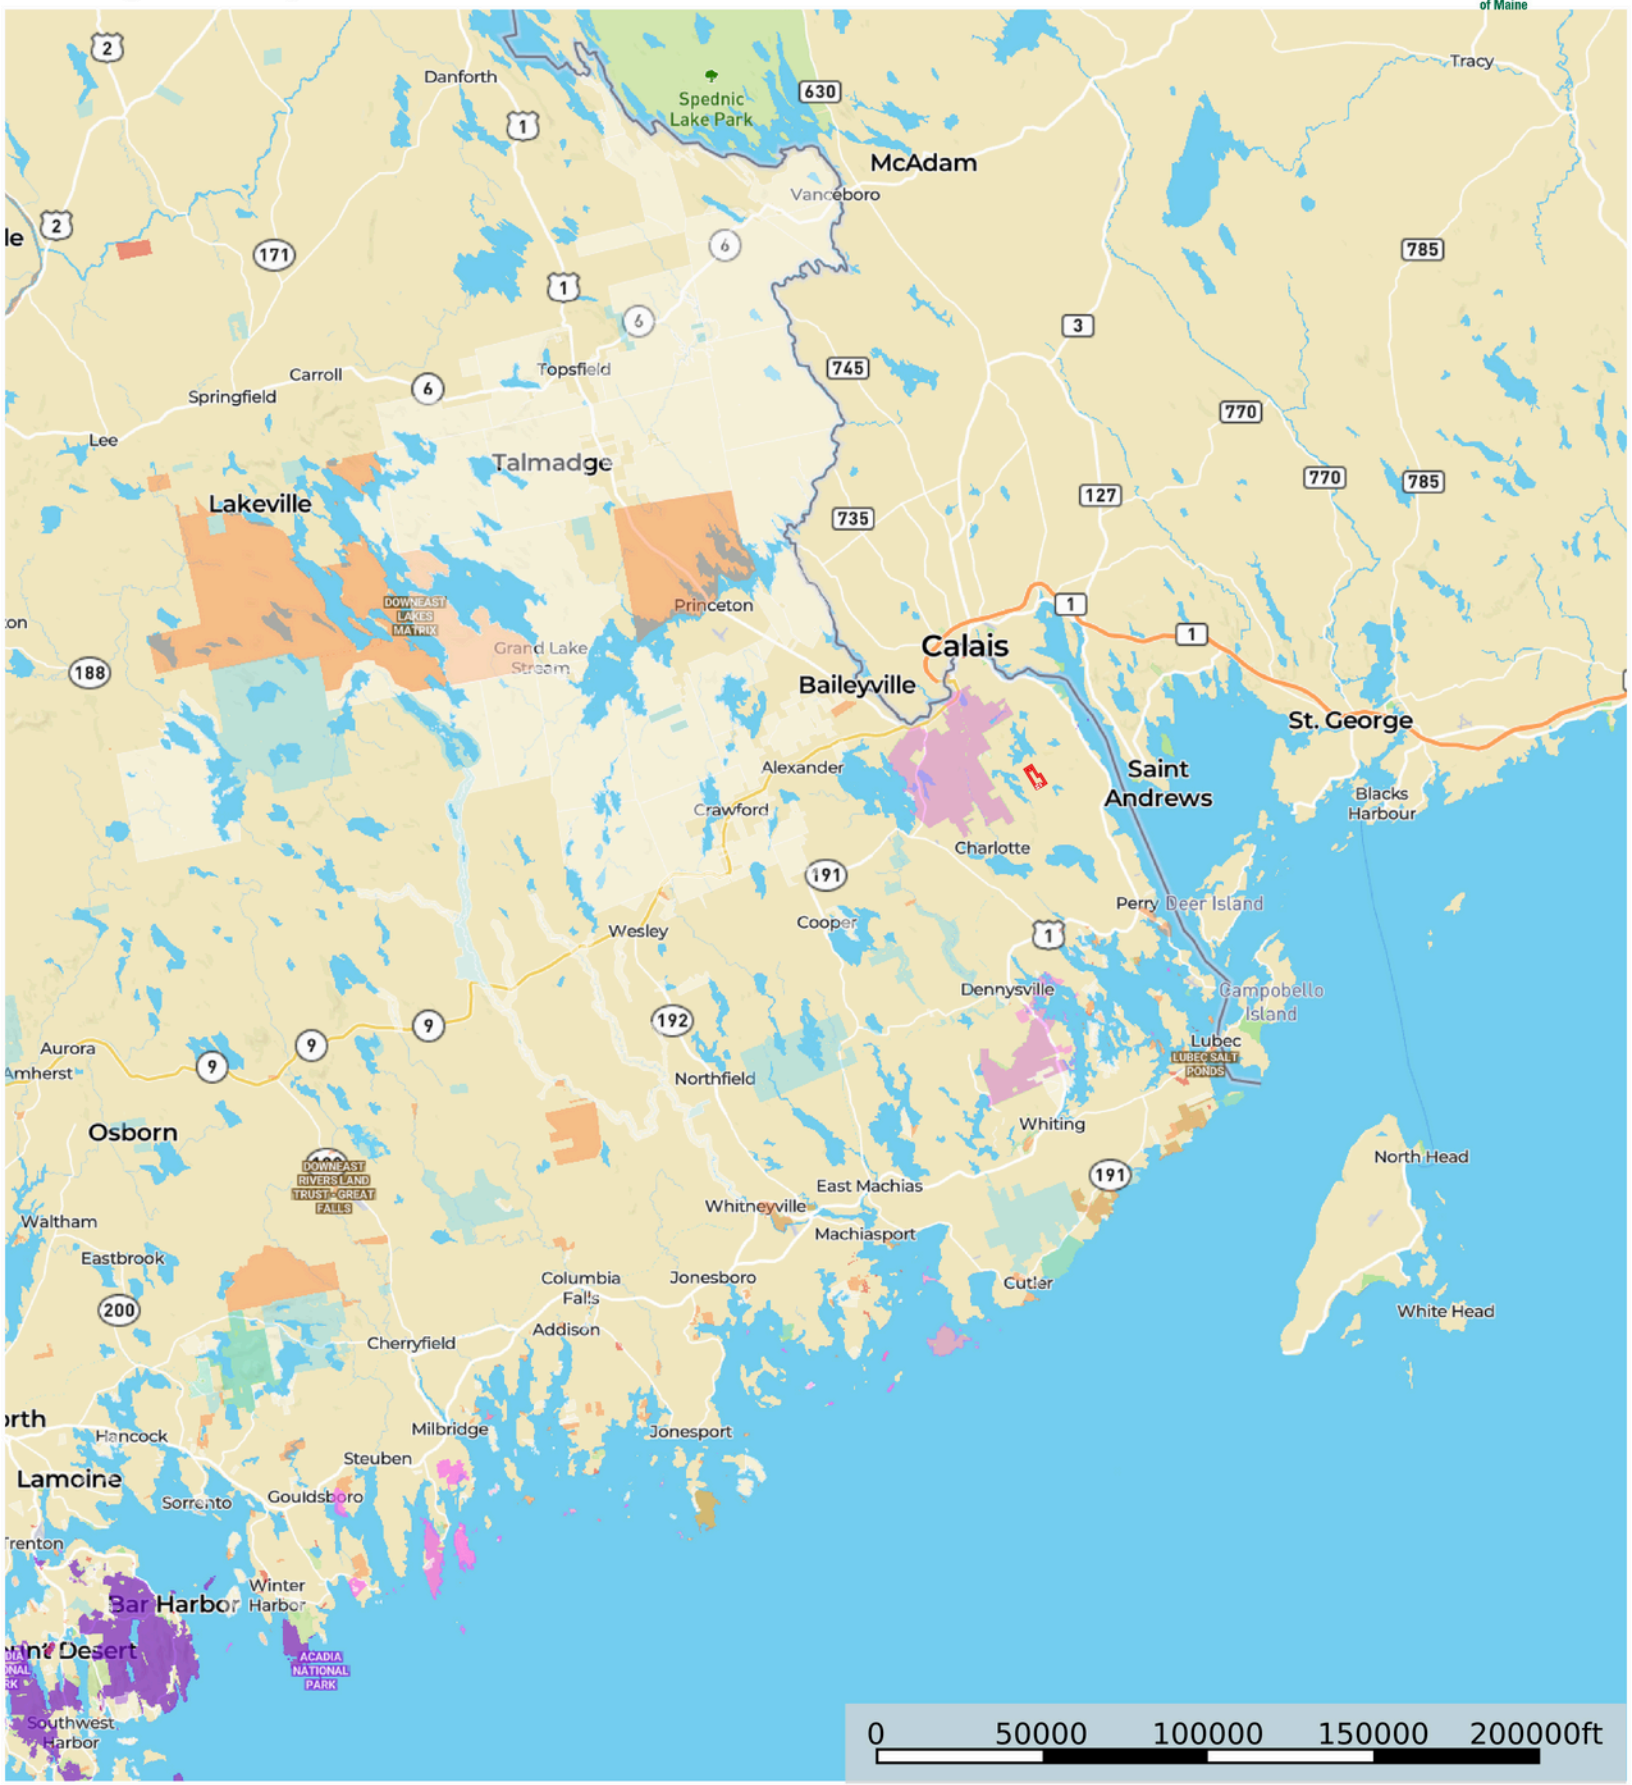 of Maine
2
Danforth
1
Spednic
Lake Park
630
Tracy
McAdam
Vanceboro
2
171
6
785
1
6
3
745
Topsfield
Carroll
6
Springfield
770
Lee
Talmadge
770
785
127
Lakeville
735
DOWNEAST
LAKES
MATRIX
Princeton
1
1
Calais
Grand Lake
Stream
188
Baileyville
St. George
Alexander
Saint
Andrews
Crawford
Blacks
Harbour
Charlotte
191
Perry
Deer Island
Cooper
Wesley
1
Dennysville
Campobello
Island
192
9
9
9
Aurora
Amherst
Lubec
LUBEC SALT
PONDS
Northfield
Osborn
Whiting
DOWNEAST
RIVERS LAND
TRUST - GREAT
FALLS
North Head
191
East Machias
Whitneyville
Waltham
Machiasport
Eastbrook
Columbia
Falls
Jonesboro
Cutler
200
White Head
Addison
Cherryfield
Hancock
Milbridge
Jonesport
Steuben
Lamoine
Sorrento
Gouldsboro
Trenton
Winter
Harbor
Bar Harbor
ACADIA
NATIONAL
PARK
Southwest
Harbor
0 50000 100000 150000 200000ft